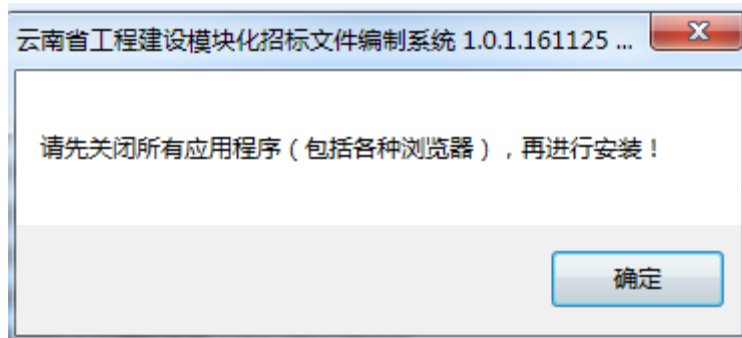 云南省工程建设模块化招标文件编制系统 1.0.1.161125 ...
请先关闭所有应用程序（包括各种浏览器），再进行安装！
确定